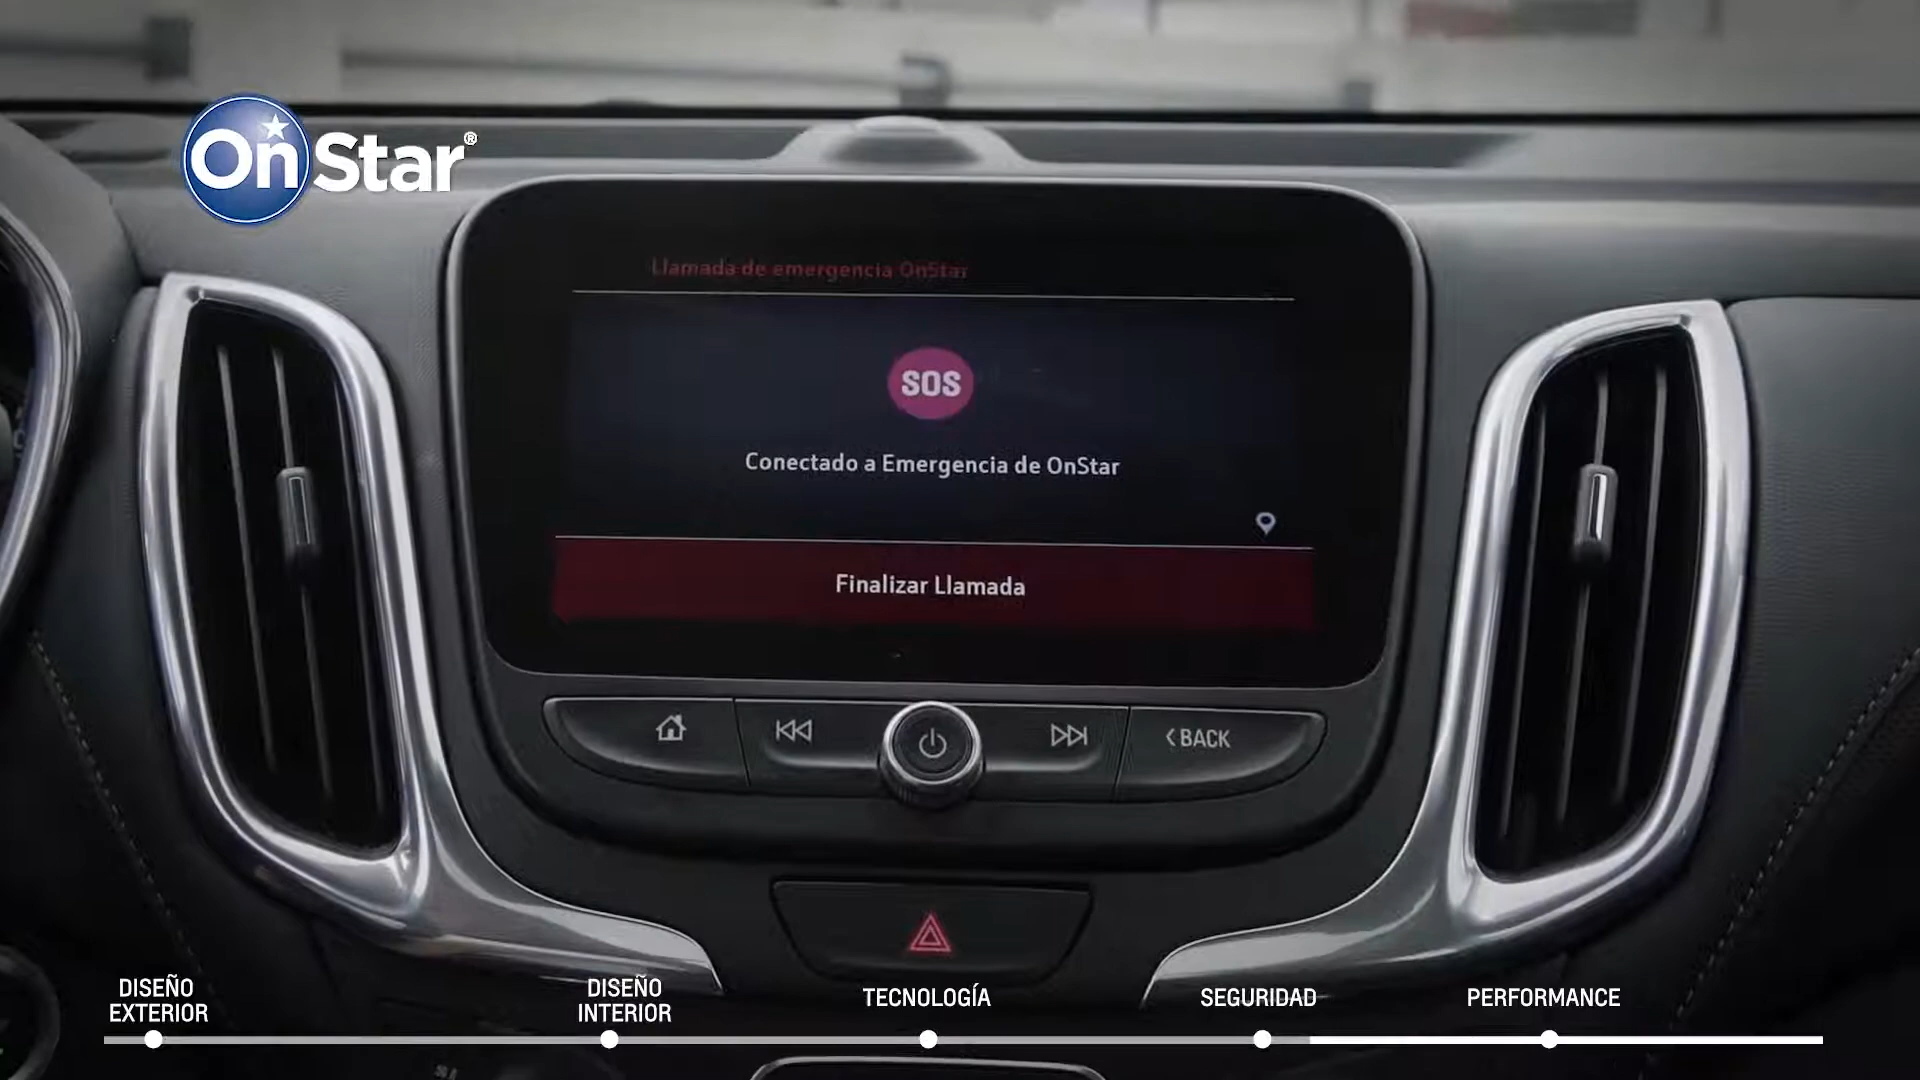 OnStar®
Llamada de emergencia OnStar
SOS
Conectado a Emergencia de OnStar
Finalizar Llamada
BACK
DISEÑO
EXTERIOR
DISEÑO
INTERIOR
TECNOLOGÍA
SEGURIDAD
PERFORMANCE